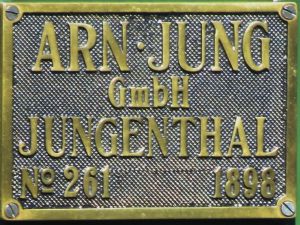 ARN·JUNG
GmbH
JUNGENTHAL
No 261 1898